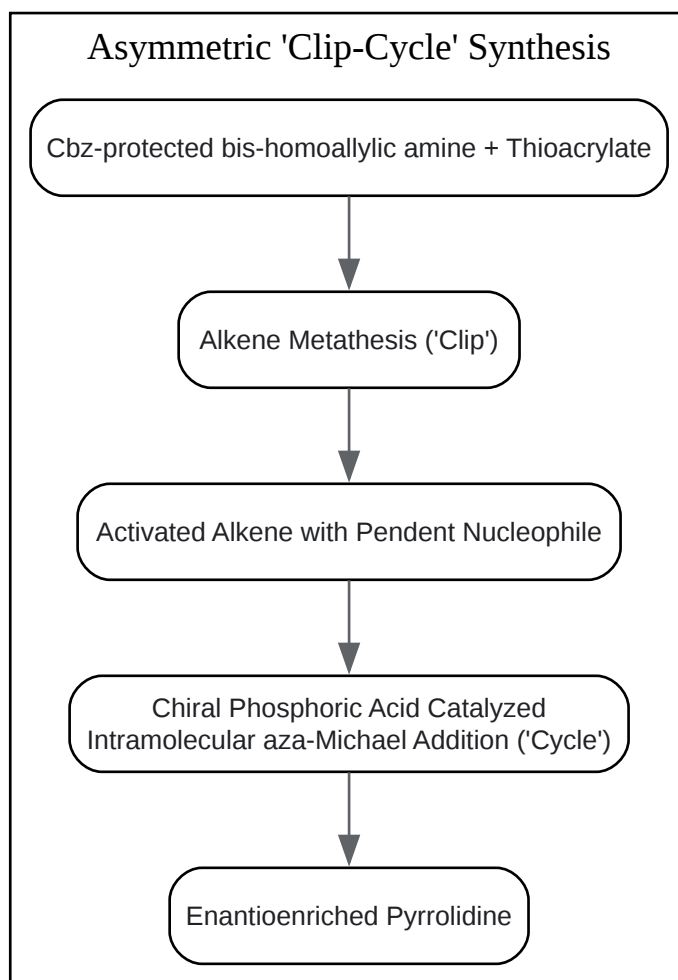 Asymmetric 'Clip-Cycle' Synthesis
Cbz-protected bis-homoallylic amine + Thioacrylate
Alkene Metathesis ('Clip')
Activated Alkene with Pendent Nucleophile
Chiral Phosphoric Acid Catalyzed
Intramolecular aza-Michael Addition ('Cycle')
Enantioenriched Pyrrolidine